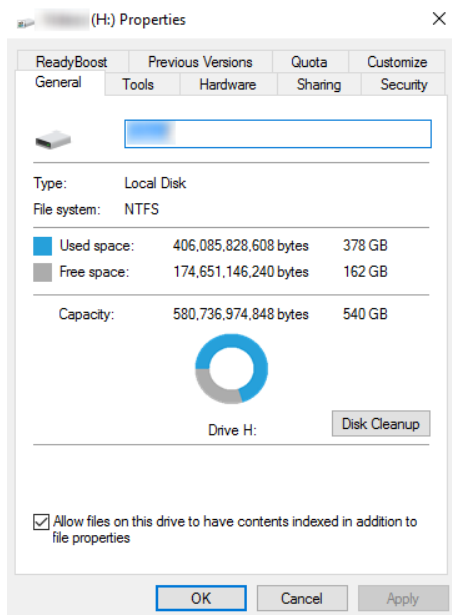 (H:) Properties
ReadyBoost Previous Versions Quota Customize
General Tools Hardware Sharing Security
Type: Local Disk
File system: NTFS
Used space: 406,085,828,608 bytes 378 GB
Free space: 174,651,146,240 bytes 162 GB
Capacity: 580,736,974,848 bytes 540 GB
Drive H:
Disk Cleanup
Allow files on this drive to have contents indexed in addition to
file properties
OK Cancel Apply